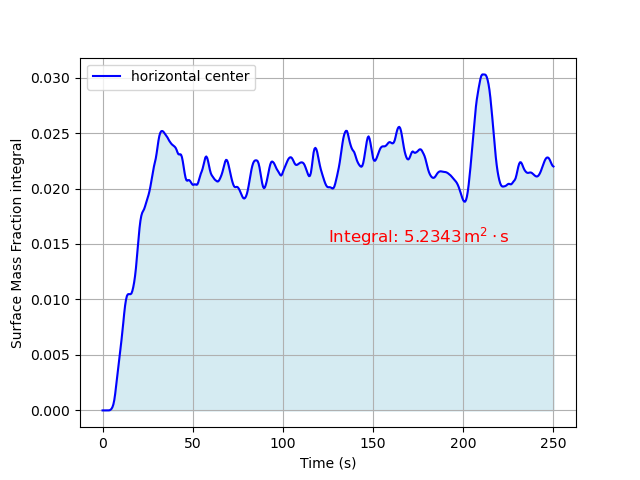 horizontal center
0.030
0.025
0.020
0.015
0.010
0.005
0.000
Surface Mass Fraction integral
Integral: 5.2343 m² · s
0 50 100 150 200 250
Time (s)